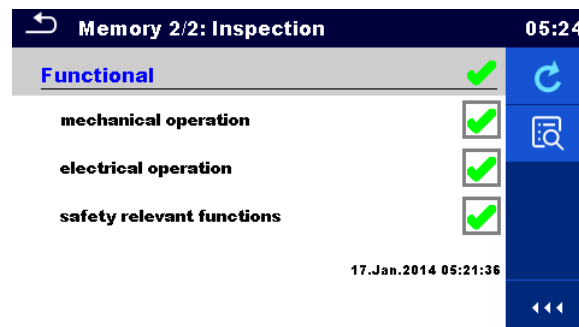 Memory 2/2: Inspection 05:24
Functional
mechanical operation
electrical operation
safety relevant functions
17.Jan.2014 05:21:36